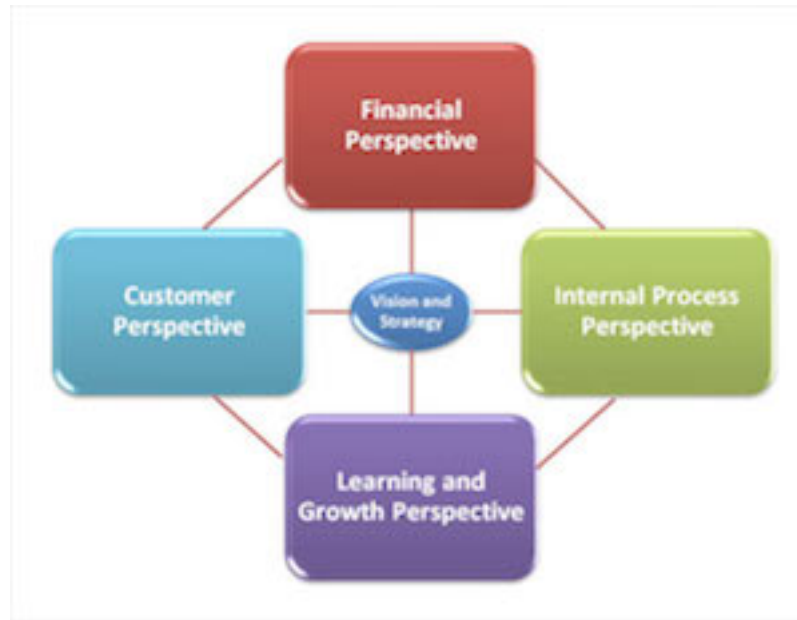 Financial
Perspective
Customer
Perspective
Vision and
Strategy
Internal Process
Perspective
Learning and
Growth Perspective